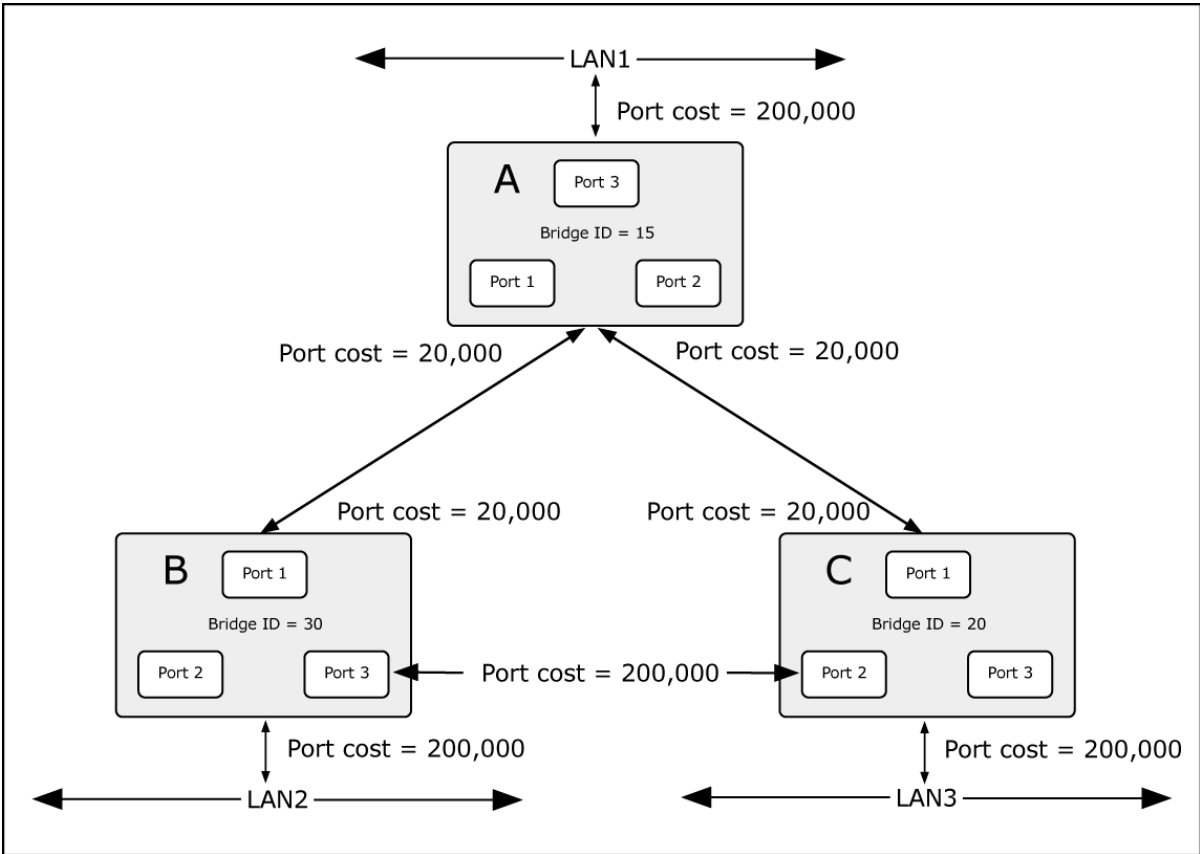 LAN1
Port cost = 200,000
A
Port 3
Bridge ID = 15
Port 1
Port 2
Port cost = 20,000
Port cost = 20,000
Port cost = 20,000
Port cost = 20,000
B
Port 1
Bridge ID = 30
Port 2
Port 3
C
Port 1
Bridge ID = 20
Port 2
Port 3
Port cost = 200,000
Port cost = 200,000
LAN2
Port cost = 200,000
LAN3